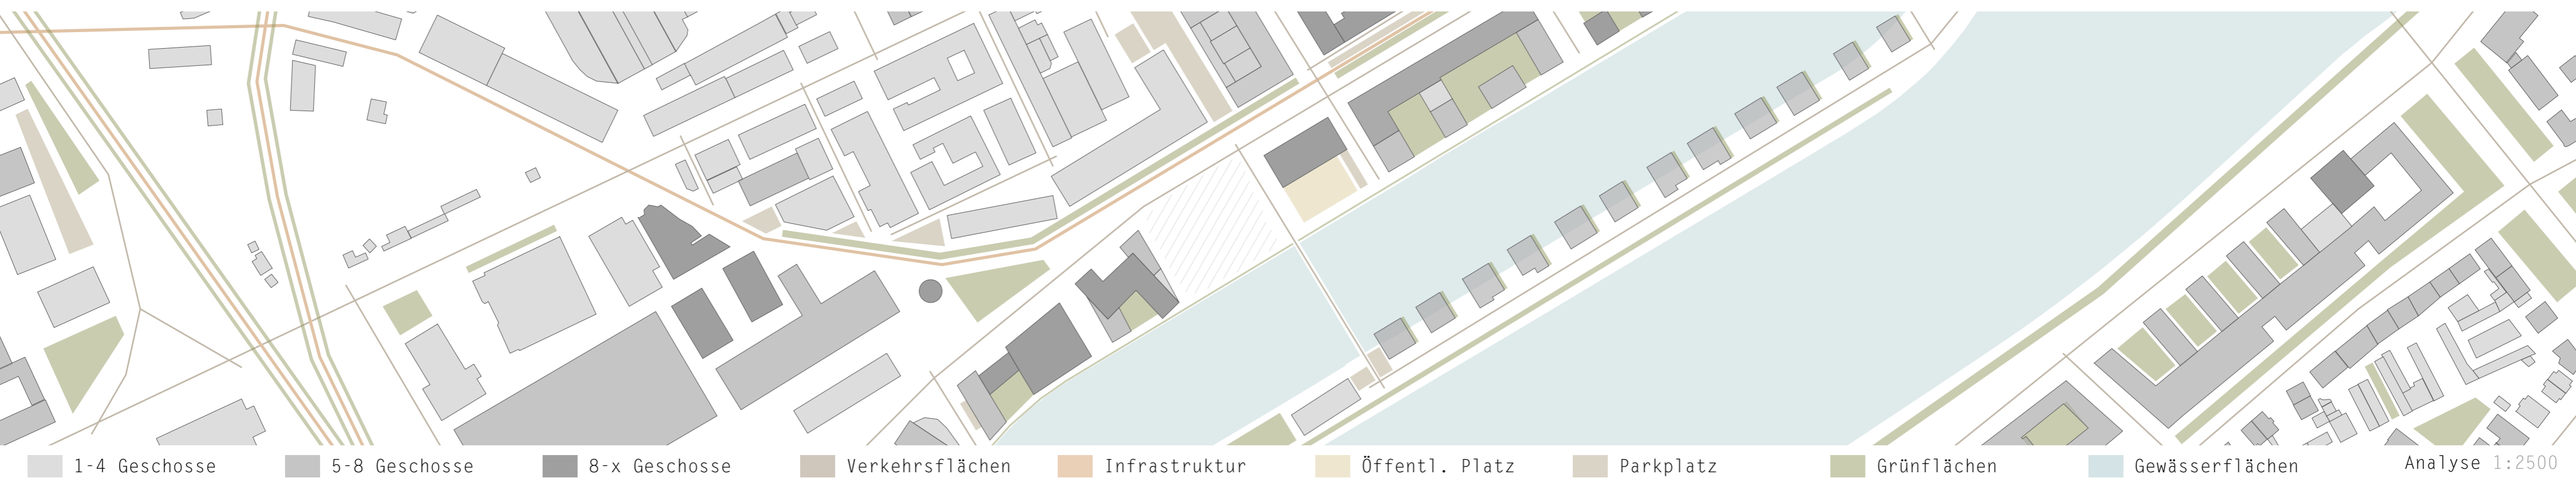 1-4 Geschosse
5-8 Geschosse
8-x Geschosse
Verkehrsflächen
Infrastruktur
Öffentl. Platz
Parkplatz
Grünflächen
Gewässerflächen
Analyse 1:2500